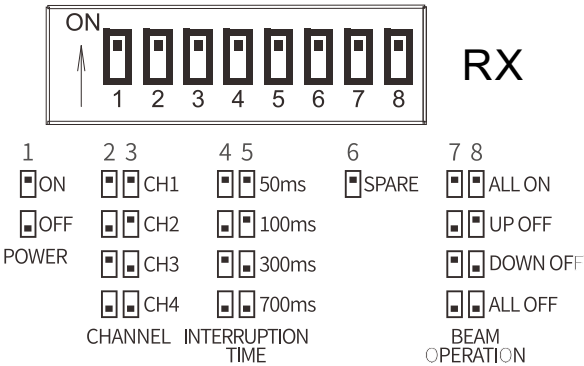 ON
RX
1 2 3 4 5 6 7 8
1 2 3 4 5 6 7 8
ON CH1 50ms SPARE ALL ON
OFF CH2 100ms UP OFF
POWER CH3 300ms DOWN OFF
CH4 700ms ALL OFF
CHANNEL INTERRUPTION TIME BEAM OPERATION